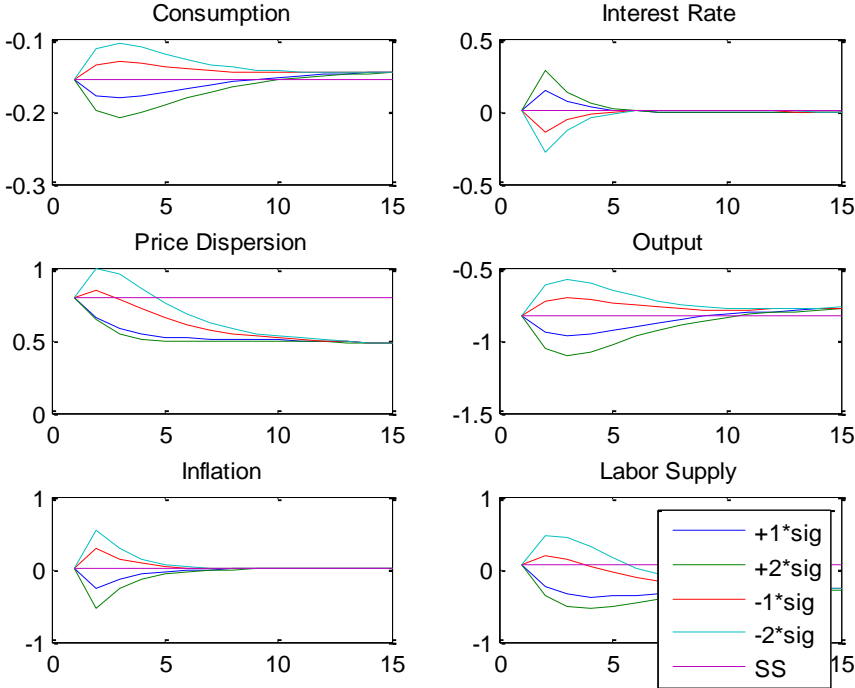 Consumption
-0.1
-0.2
-0.3
0 5 10 15
Interest Rate
0.5
0
-0.5
0 5 10 15
Price Dispersion
1
0.5
0
0 5 10 15
Output
-0.5
-1
-1.5
0 5 10 15
Inflation
1
0
-1
0 5 10 15
Labor Supply
1
0
-1
0 5 10 15
+1*sig
+2*sig
-1*sig
-2*sig
SS